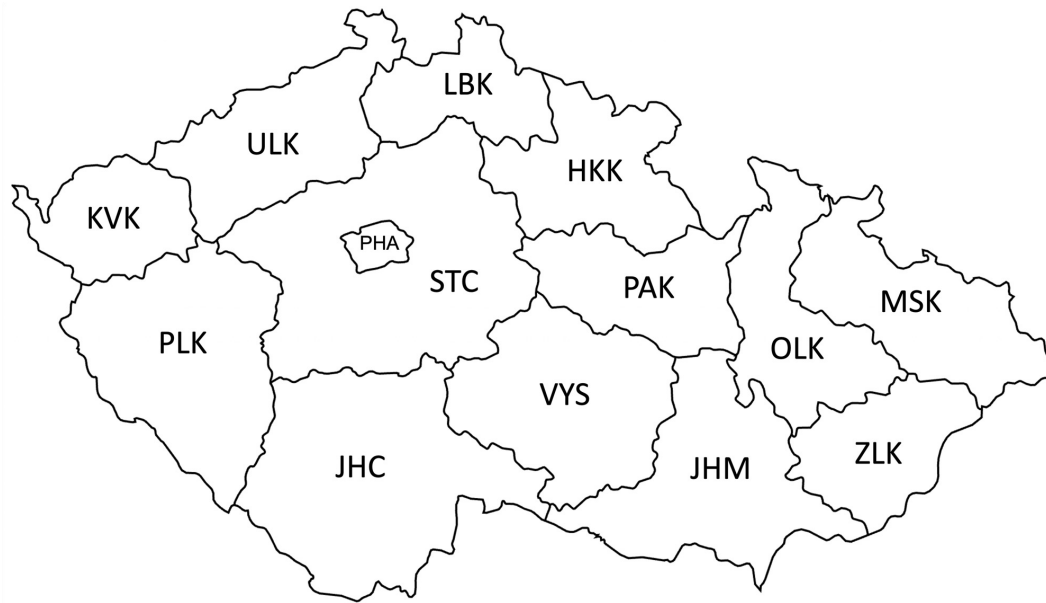 LBK
ULK
HKK
KVK
PHA
STC
PAK
MSK
PLK
OLK
VYS
JHC
JHM
ZLK